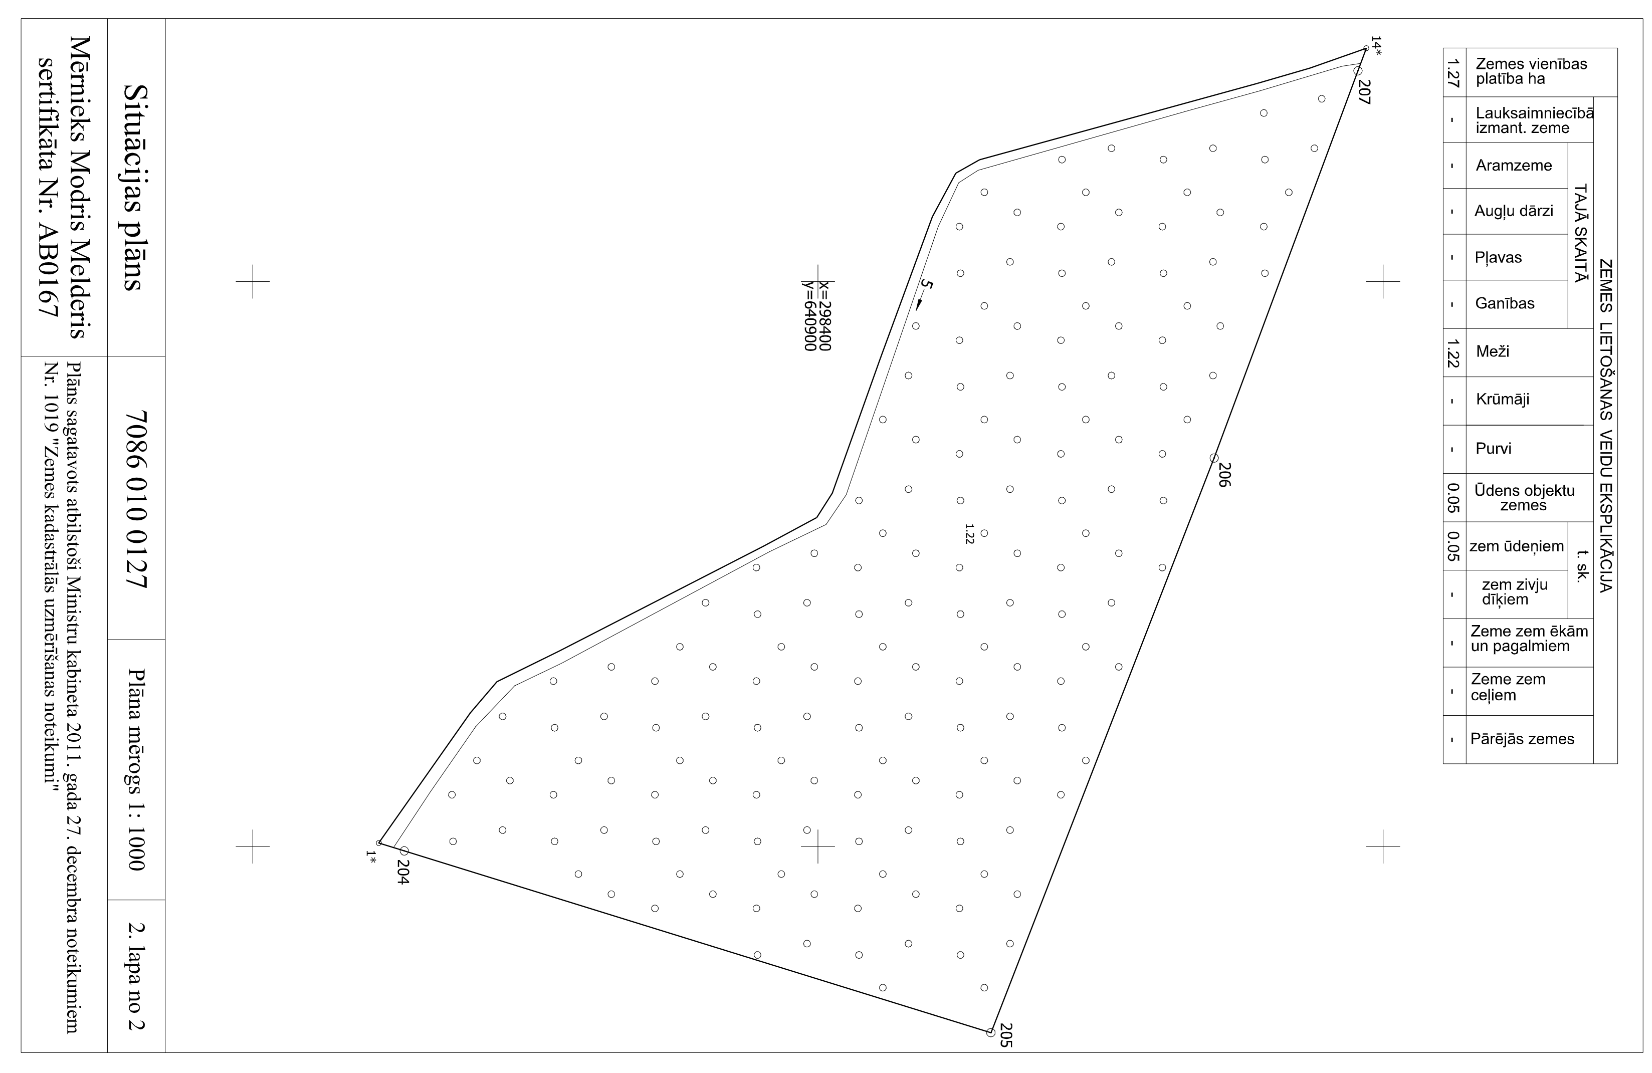 Situācijas plāns
7086 010 0127
Plāna mērogs 1: 1000
2. lapa no 2
Mērnieks Modris Melderis
sertifikāta Nr. AB0167
Plāns sagatavots atbilstoši Ministru kabineta 2011. gada 27. decembra noteikumiem
Nr. 1019 "Zemes kadastrālās uzmērīšanas noteikumi"
14*
207
206
205
204
1*
5
x=298400
y=640900
1.22
ZEMES LIETOŠANAS VEIDU EKSPLIKĀCIJA
Zemes vienības
platība ha
1.27
Lauksaimniecībā
izmant. zeme
-
TAJĀ SKAITĀ
Aramzeme
-
Augļu dārzi
-
Pļavas
-
Ganības
-
Meži
1.22
Krūmāji
-
Purvi
-
Ūdens objektu
zemes
0.05
t. sk.
zem ūdeņiem
0.05
zem zivju
dīķiem
-
Zeme zem ēkām
un pagalmiem
-
Zeme zem
ceļiem
-
Pārējās zemes
-